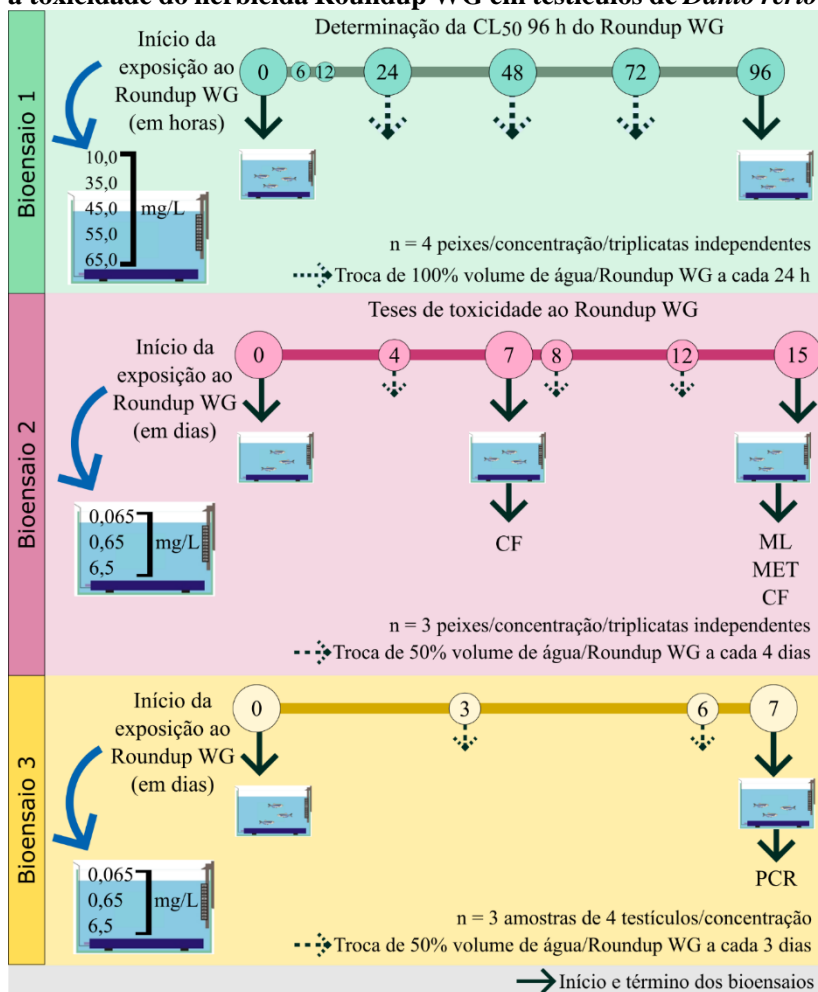 a toxicidade do herbicida Roundup WG em testículos de Danio rerio
Bioensaio 1
Início da
exposição ao
Roundup WG
(em horas)
Determinação da CL50 96 h do Roundup WG
0 6 12 24 48 72 96
10,0
35,0
45,0
55,0
65,0
mg/L
n = 4 peixes/concentração/triplicatas independentes
Troca de 100% volume de água/Roundup WG a cada 24 h
Bioensaio 2
Início da
exposição ao
Roundup WG
(em dias)
Teses de toxicidade ao Roundup WG
0 4 7 8 12 15
0,065
0,65
6,5
mg/L
CF
ML
MET
CF
n = 3 peixes/concentração/triplicatas independentes
Troca de 50% volume de água/Roundup WG a cada 4 dias
Bioensaio 3
Início da
exposição ao
Roundup WG
(em dias)
0 3 6 7
0,065
0,65
6,5
mg/L
PCR
n = 3 amostras de 4 testículos/concentração
Troca de 50% volume de água/Roundup WG a cada 3 dias
Início e término dos bioensaios